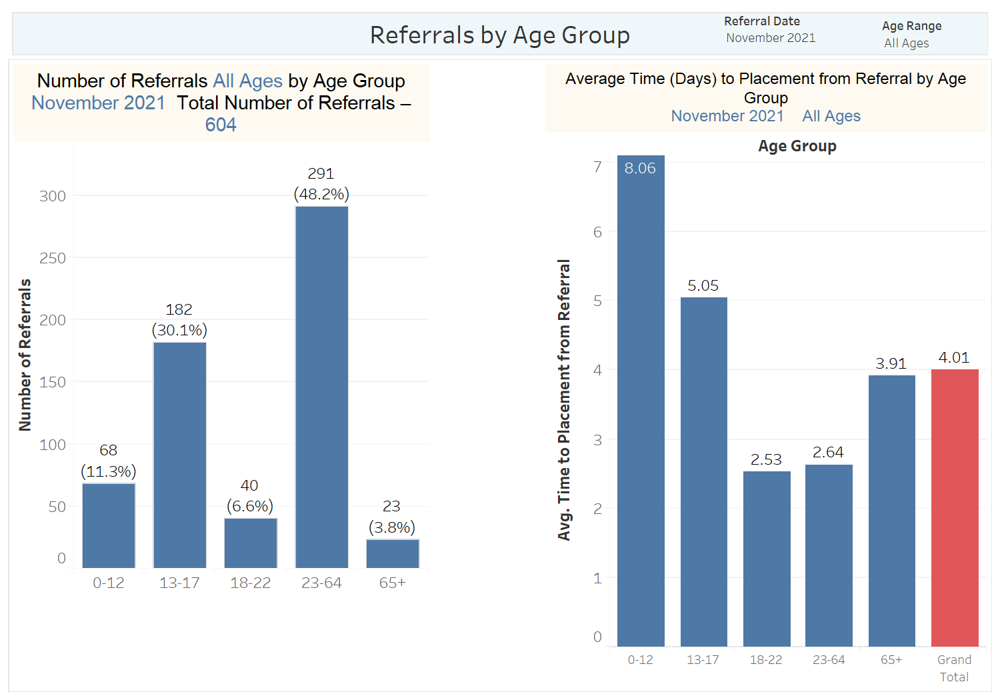 Referrals by Age Group
Referral Date
November 2021
Age Range
All Ages
Number of Referrals All Ages by Age Group
November 2021 Total Number of Referrals –
604
300
250
200
150
100
50
0
Number of Referrals
68
(11.3%)
182
(30.1%)
40
(6.6%)
291
(48.2%)
23
(3.8%)
0-12
13-17
18-22
23-64
65+
Average Time (Days) to Placement from Referral by Age
Group
November 2021 All Ages
Age Group
7
6
5
4
3
2
1
0
Avg. Time to Placement from Referral
8.06
5.05
2.53
2.64
3.91
4.01
0-12
13-17
18-22
23-64
65+
Grand
Total